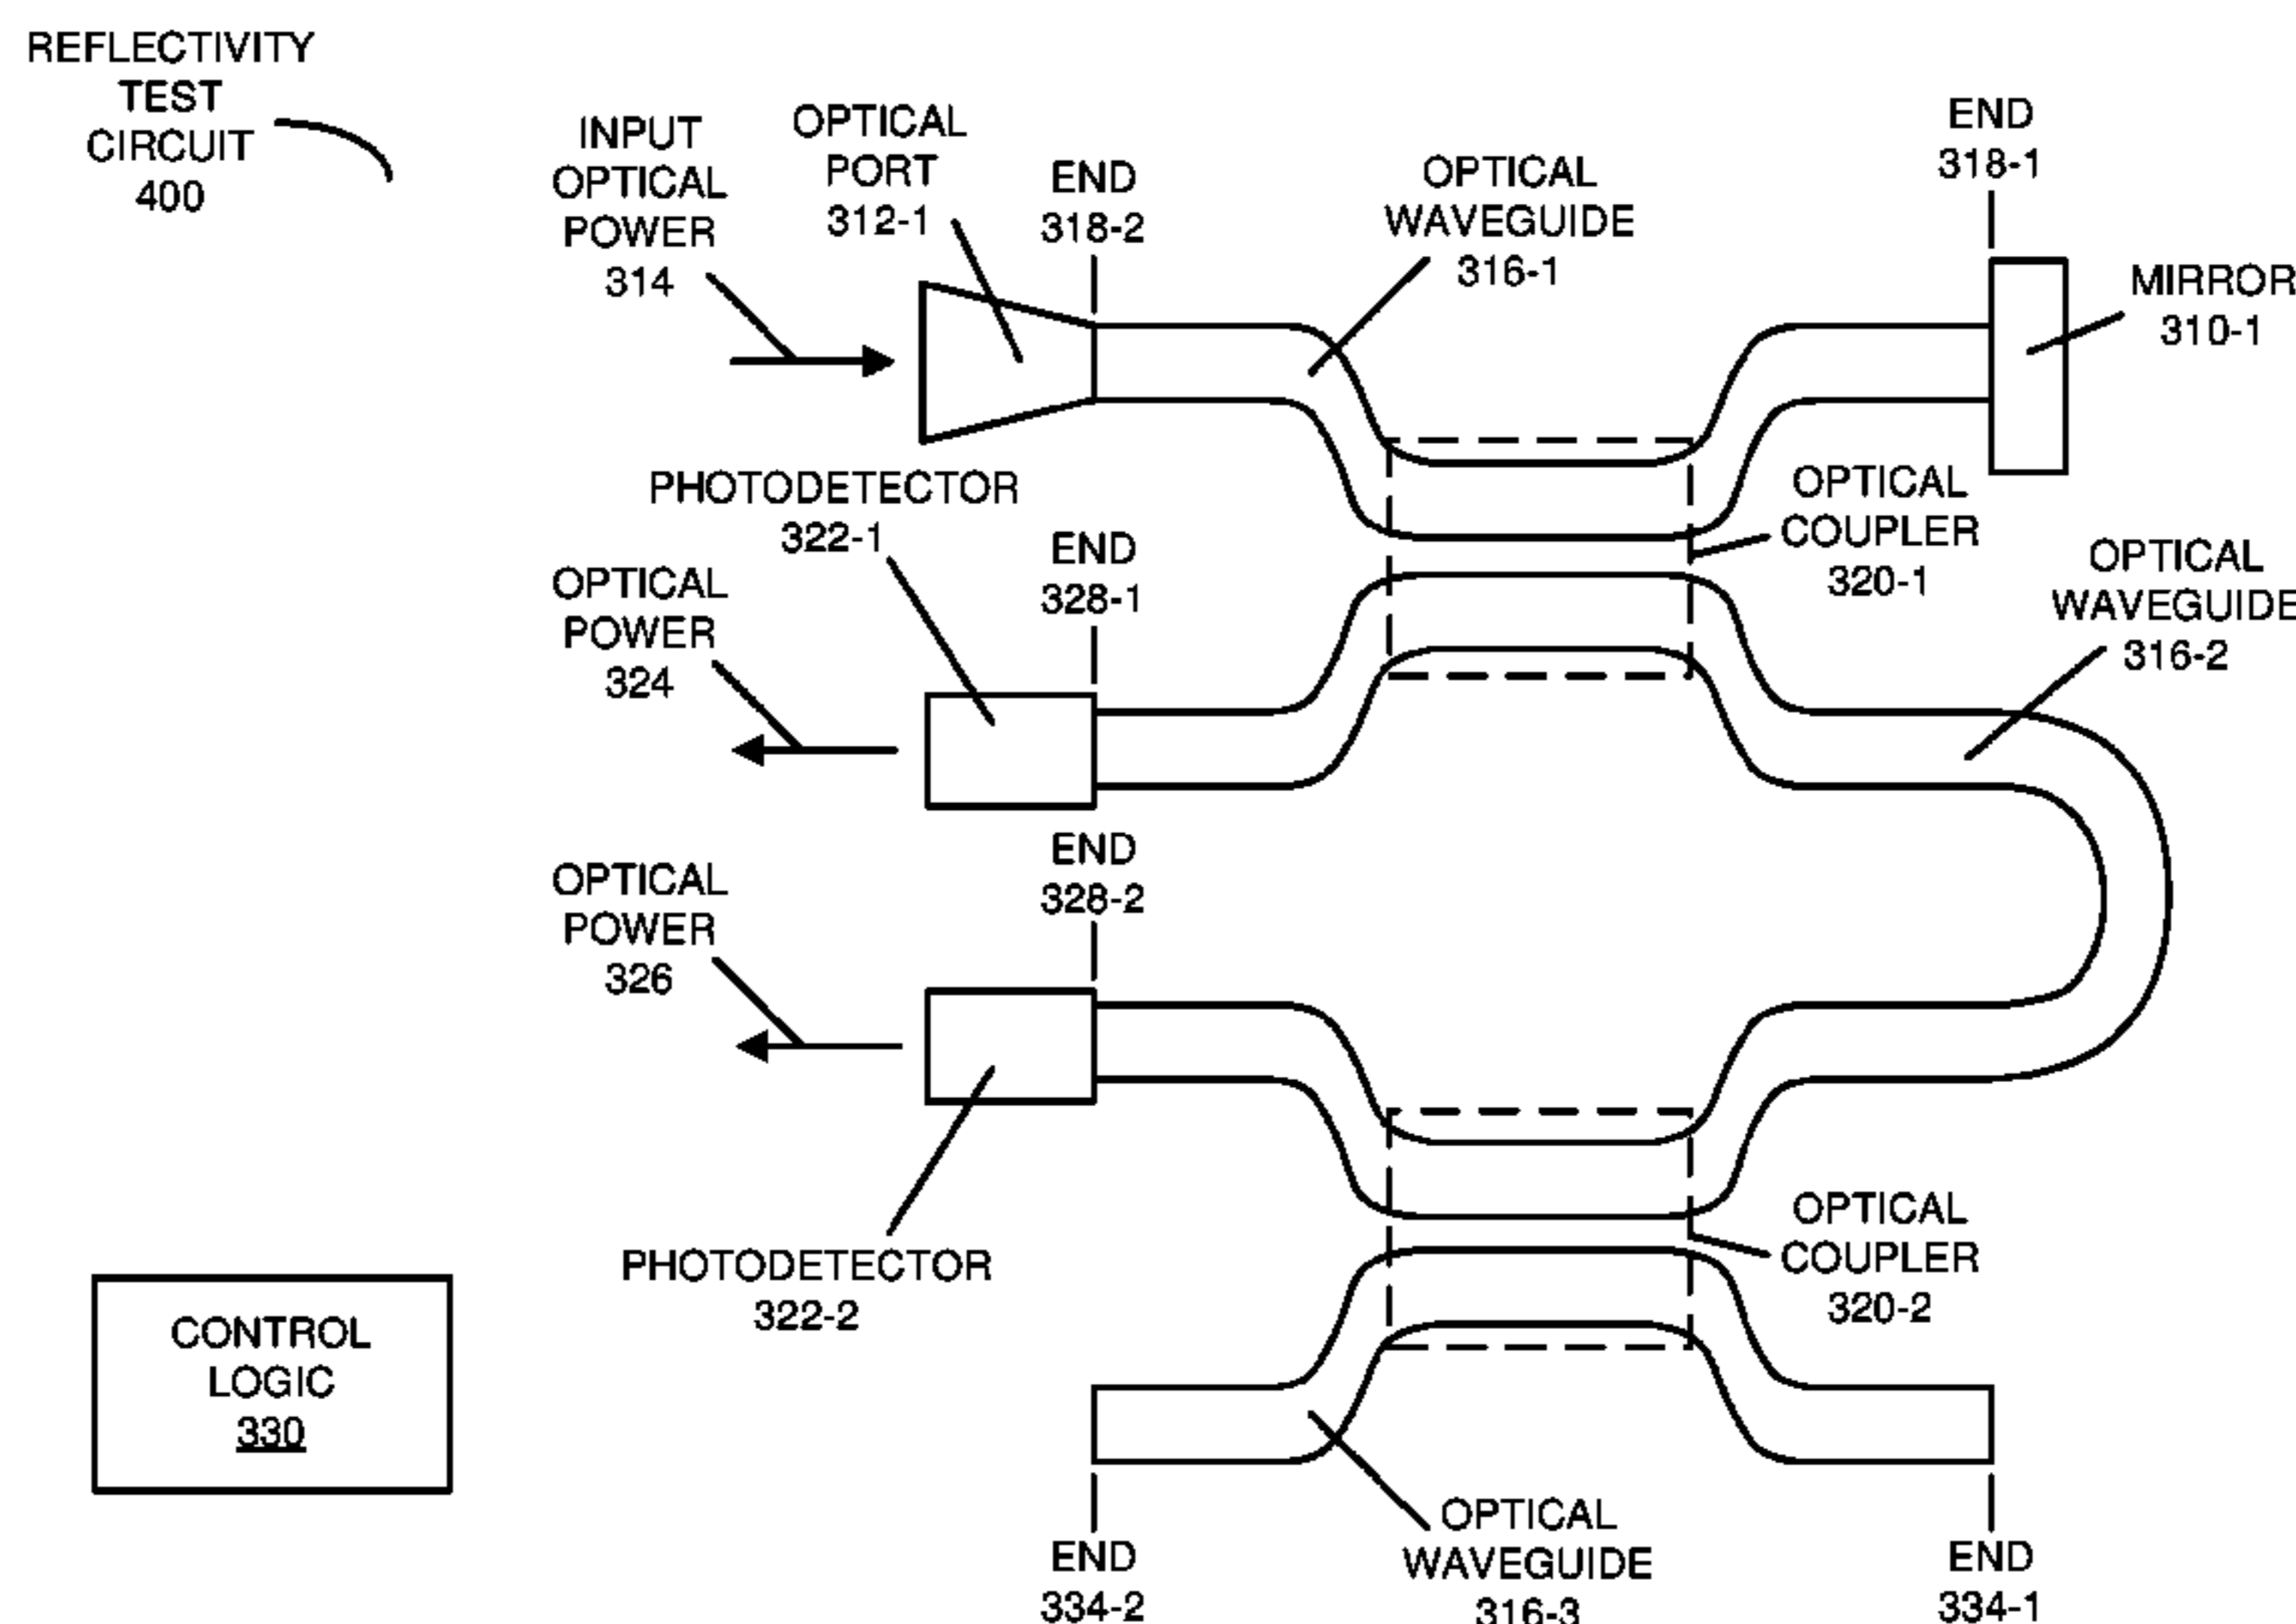 REFLECTIVITY
TEST
CIRCUIT
400
INPUT
OPTICAL
POWER
314
OPTICAL
PORT
312-1
END
318-2
OPTICAL
WAVEGUIDE
316-1
END
318-1
MIRROR
310-1
PHOTODETECTOR
322-1
END
328-1
OPTICAL
COUPLER
320-1
OPTICAL
WAVEGUIDE
316-2
OPTICAL
POWER
324
END
328-2
OPTICAL
POWER
326
PHOTODETECTOR
322-2
OPTICAL
COUPLER
320-2
CONTROL
LOGIC
330
END
334-2
OPTICAL
WAVEGUIDE
316-3
END
334-1